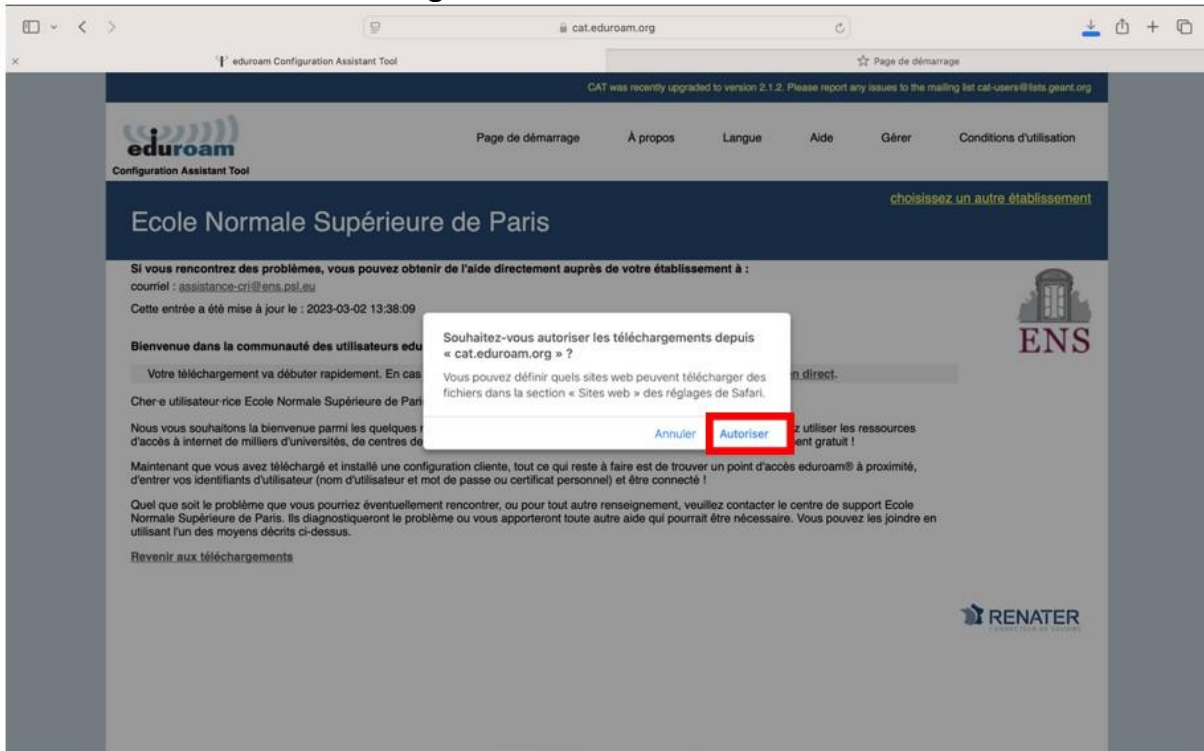 cat.eduroam.org
eduroam Configuration Assistant Tool
Page de démarrage
CAT was recently upgraded to version 2.1.2. Please report any issues to the mailing list cat-users@lists.geant.org
eduroam
Configuration Assistant Tool
Page de démarrage À propos Langue Aide Gérer Conditions d'utilisation
choisissez un autre établissement
Ecole Normale Supérieure de Paris
Si vous rencontrez des problèmes, vous pouvez obtenir de l'aide directement auprès de votre établissement à :
courriel : assistance-cri@ens.psl.eu
Cette entrée a été mise à jour le : 2023-03-02 13:38:09
ENS
Bienvenue dans la communauté des utilisateurs edu
Votre téléchargement va débuter rapidement. En cas
n direct.
Cher·e utilisateur·rice Ecole Normale Supérieure de Pari
Souhaitez-vous autoriser les téléchargements depuis
« cat.eduroam.org » ?
Vous pouvez définir quels sites web peuvent télécharger des
fichiers dans la section « Sites web » des réglages de Safari.
Annuler Autoriser
Nous vous souhaitons la bienvenue parmi les quelques z utiliser les ressources
d'accès à internet de milliers d'universités, de centres de ent gratuit !
Maintenant que vous avez téléchargé et installé une configuration cliente, tout ce qui reste à faire est de trouver un point d'accès eduroam® à proximité,
d'entrer vos identifiants d'utilisateur (nom d'utilisateur et mot de passe ou certificat personnel) et être connecté !
Quel que soit le problème que vous pourriez éventuellement rencontrer, ou pour tout autre renseignement, veuillez contacter le centre de support Ecole
Normale Supérieure de Paris. Ils diagnostiqueront le problème ou vous apporteront toute autre aide qui pourrait être nécessaire. Vous pouvez les joindre en
utilisant l'un des moyens décrits ci-dessus.
Revenir aux téléchargements
RENATER